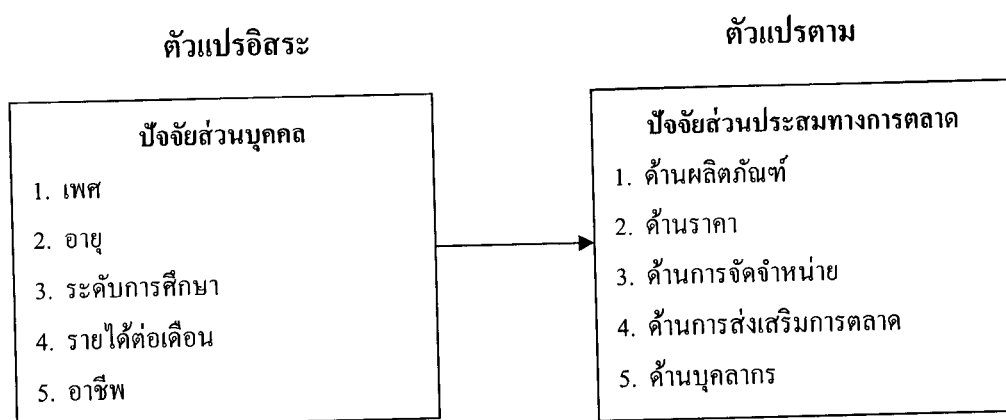 ตัวแปรอิสระ
ตัวแปรตาม
ปัจจัยส่วนบุคคล
1. เพศ
2. อายุ
3. ระดับการศึกษา
4. รายได้ต่อเดือน
5. อาชีพ
ปัจจัยส่วนประสมทางการตลาด
1. ด้านผลิตภัณฑ์
2. ด้านราคา
3. ด้านการจัดจำหน่าย
4. ด้านการส่งเสริมการตลาด
5. ด้านบุคลากร